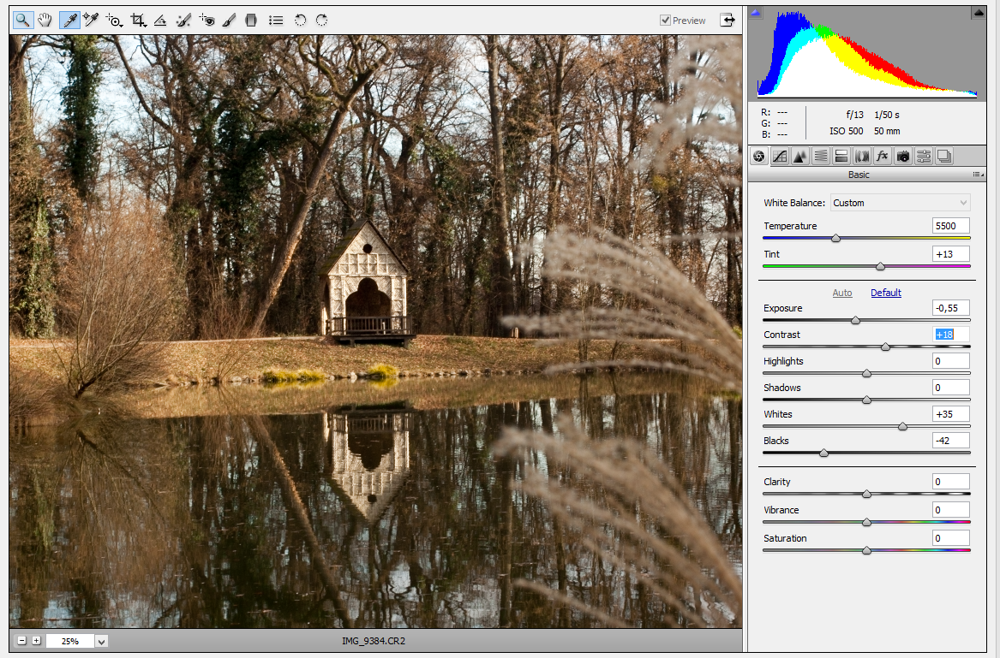 Preview
R: ---
G: ---
B: ---
f/13 1/50 s
ISO 500 50 mm
fx
Basic
White Balance: Custom
Temperature 5500
Tint +13
Auto Default
Exposure -0,55
Contrast +18
Highlights 0
Shadows 0
Whites +35
Blacks -42
Clarity 0
Vibrance 0
Saturation 0
25% IMG_9384.CR2